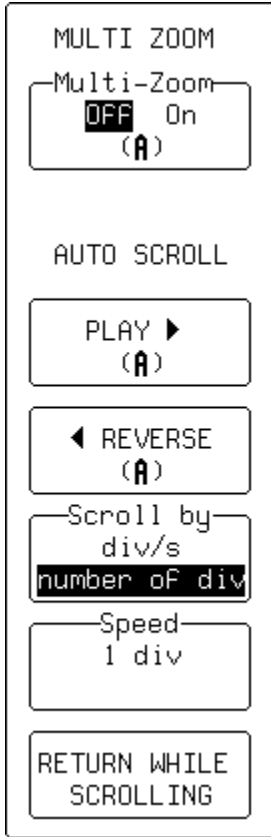 MULTI ZOOM
Multi-Zoom
OFF On
(A)
AUTO SCROLL
PLAY ▶
(A)
◀ REVERSE
(A)
Scroll by
div/s
number of div
Speed
1 div
RETURN WHILE
SCROLLING